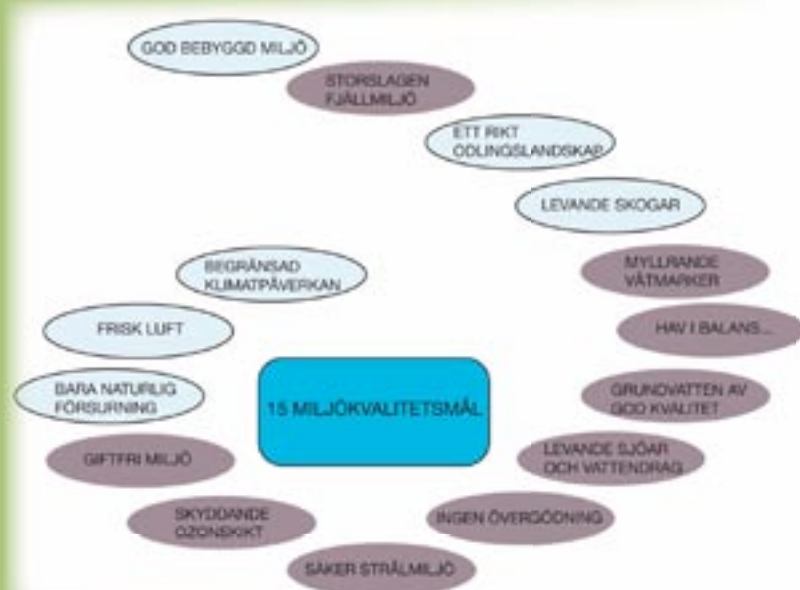 GOD BEBYGGD MILJÖ
STORSLAGEN
FJÄLLMILJÖ
ETT RIKT
ODLINGSLANDSKAP
LEVANDE SKOGAR
BEGRÄNSAD
KLIMATPÅVERKAN
MYLLRANDE
VÅTMARKER
FRISK LUFT
HAV I BALANS...
BARA NATURLIG
FÖRSURNING
15 MILJÖKVALITETSMÅL
GRUNDVATTEN AV
GOD KVALITET
GIFTFRI MILJÖ
LEVANDE SJÖAR
OCH VATTENDRAG
SKYDDANDE
OZONSKIKT
INGEN ÖVERGÖDNING
SÄKER STRÅLMILJÖ